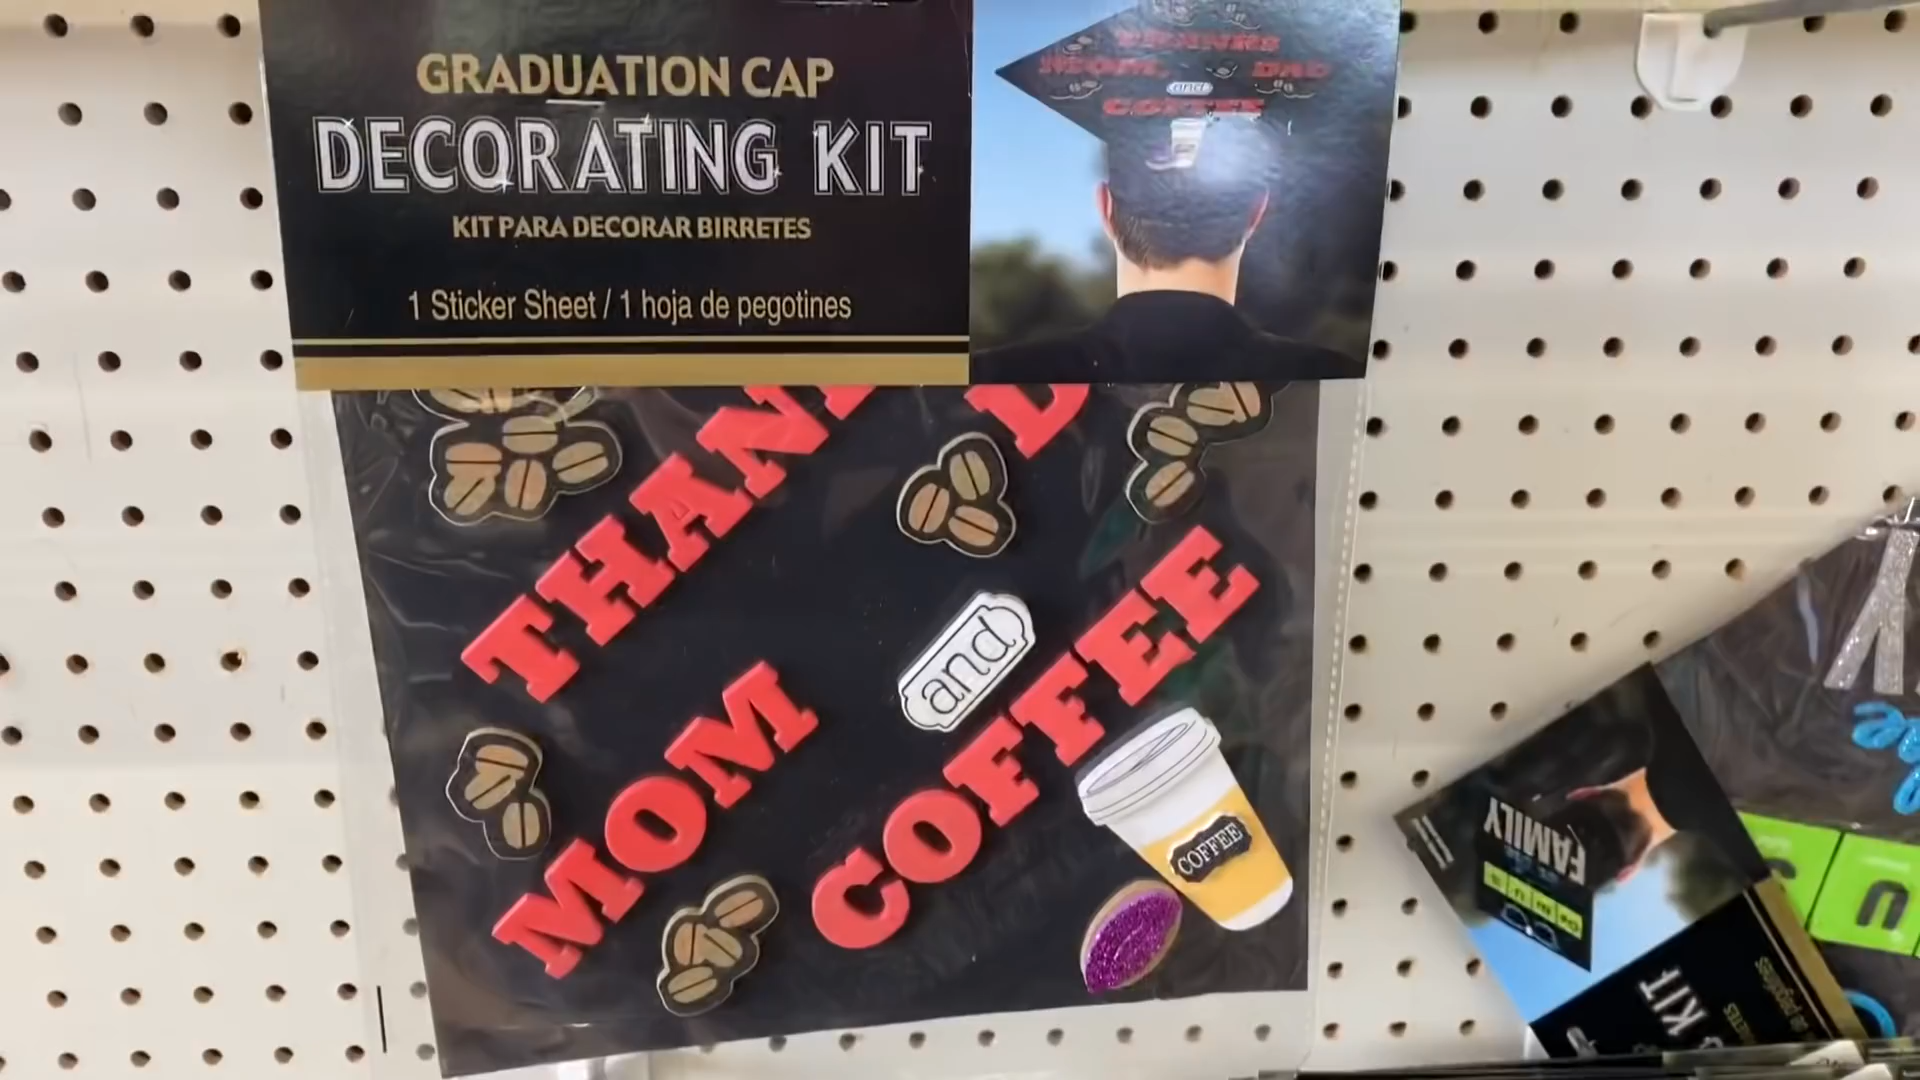 GRADUATION CAP
DECORATING KIT
KIT PARA DECORAR BIRRETES
1 Sticker Sheet / 1 hoja de pegotines
THANKS
MOM, DAD
and
COFFEE
THAN
D
MOM
and
COFFEE
COFFEE
FAMILY
KIT